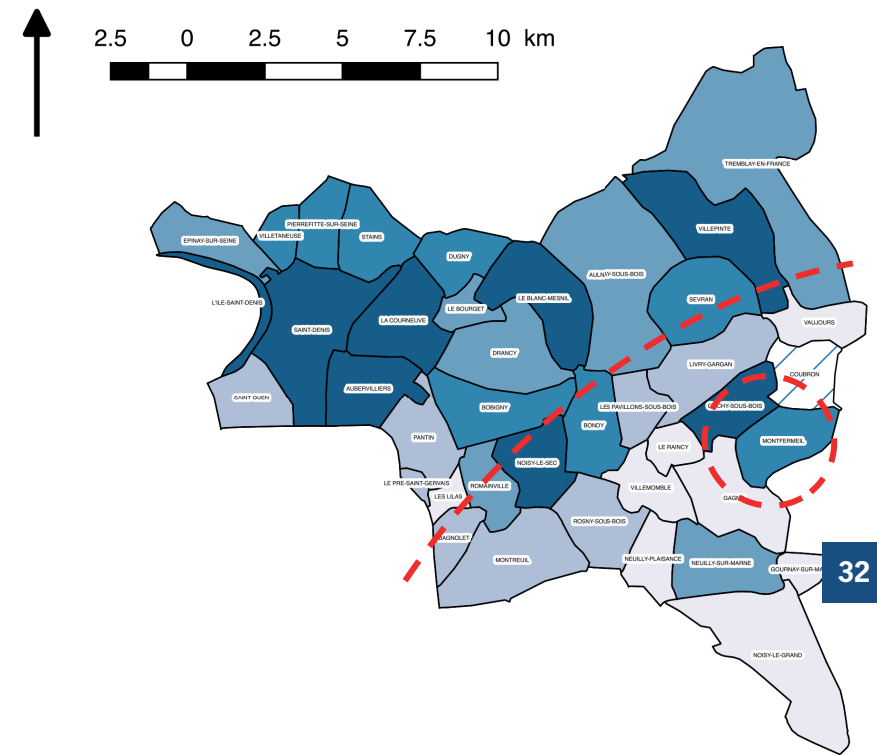 2.5 0 2.5 5 7.5 10 km
TREMBLAY-EN-FRANCE
PIERREFITTE-SUR-SEINE
VILLEPINTE
VILLETANEUSE
STAINS
EPINAY-SUR-SEINE
DUGNY
AULNAY-SOUS-BOIS
LE BLANC-MESNIL
SEVRAN
L'ILE-SAINT-DENIS
LE BOURGET
LA COURNEUVE
VAUJOURS
SAINT-DENIS
DRANCY
LIVRY-GARGAN
COUBRON
AUBERVILLIERS
SAINT OUEN
BOBIGNY
LES PAVILLONS-SOUS-BOIS
CLICHY-SOUS-BOIS
BONDY
PANTIN
MONTFERMEIL
LE RAINCY
NOISY-LE-SEC
LE PRE-SAINT-GERVAIS
ROMAINVILLE
VILLEMOMBLE
LES LILAS
GAGN
ROSNY-SOUS-BOIS
BAGNOLET
MONTREUIL
NEUILLY-PLAISANCE
NEUILLY-SUR-MARNE
GOURNAY-SUR-MA
32
NOISY-LE-GRAND